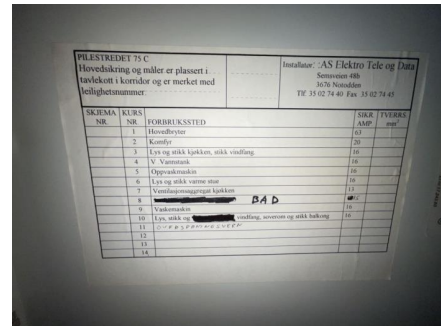 PILESTREDET 75 C
Hovedsikring og måler er plassert i
tavlekott i korridor og er merket med
leilighetsnummer
Installatør: :AS Elektro Tele og Data
Semsveien 48b
3676 Notodden
Tlf. 35 02 74 40 Fax 35 02 74 45
SKJEMA NR. KURS NR. FORBRUKSSTED SIKR. AMP. TVERRS. mm²
1 Hovedbryter 63
2 Komfyr 20
3 Lys og stikk kjøkken, stikk vindfang. 16
4 V. Varmtank 16
5 Oppvaskmaskin 16
6 Lys og stikk varme stue 16
7 Ventilasjonsaggregat kjøkken
8 BAD
9 Vaskemaskin 16
10 Lys, stikk og vindfang, soverom og stikk balkong 16
11 OVERSPENNINGSVERN
12
13
14